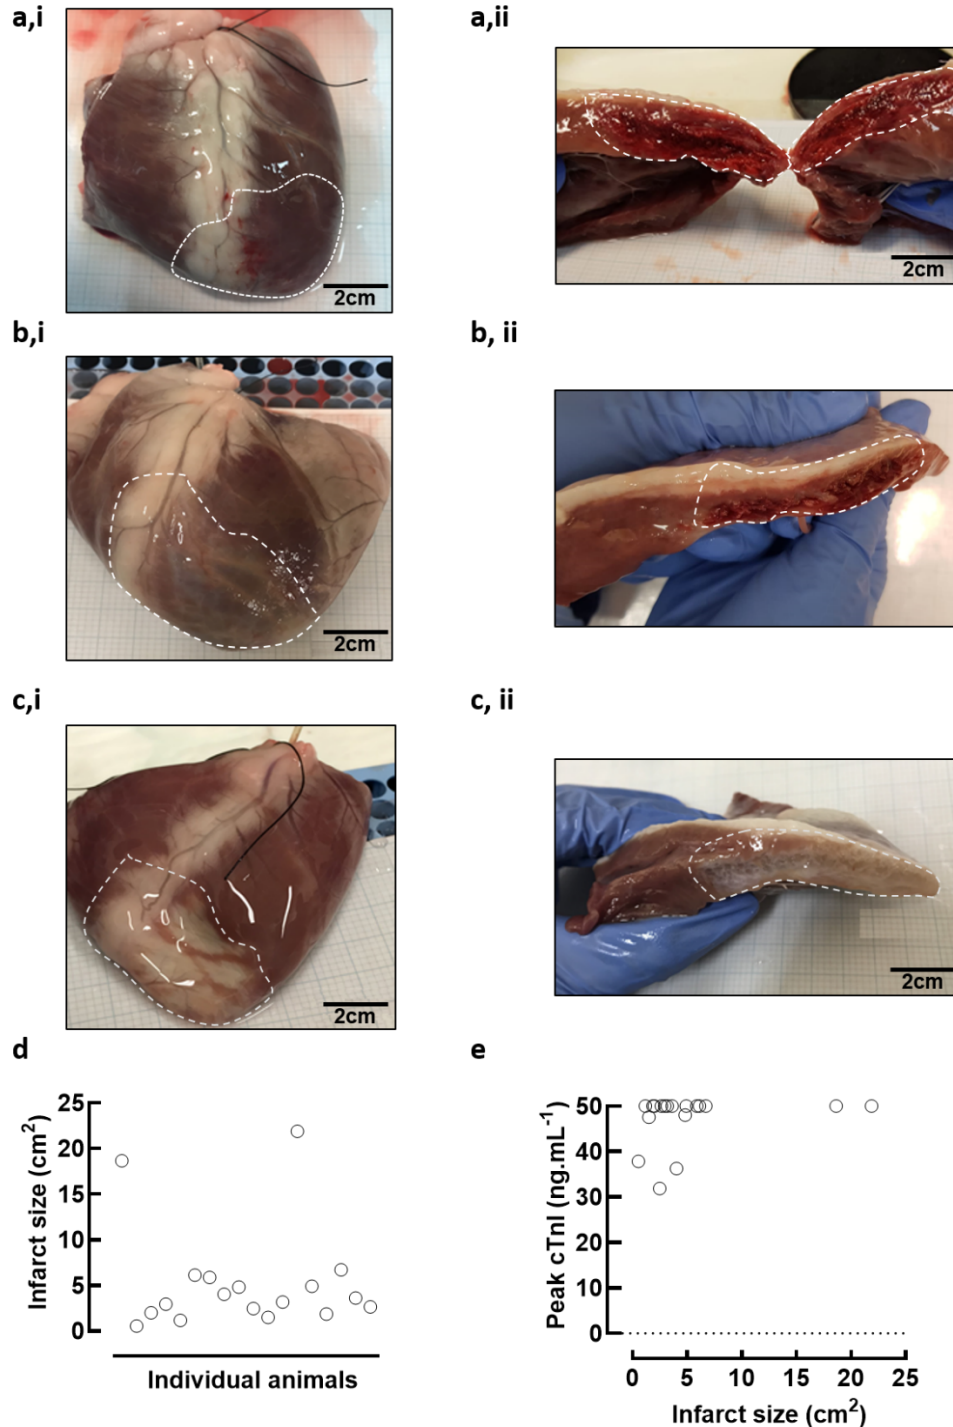 a,i
a,ii
2cm
2cm
b,i
b, ii
2cm
c,i
c, ii
2cm
2cm
d
e
Infarct size (cm²)
25
20
15
10
5
0
Individual animals
Peak cTnI (ng.mL⁻¹)
50
40
30
20
10
0
0 5 10 15 20 25
Infarct size (cm²)